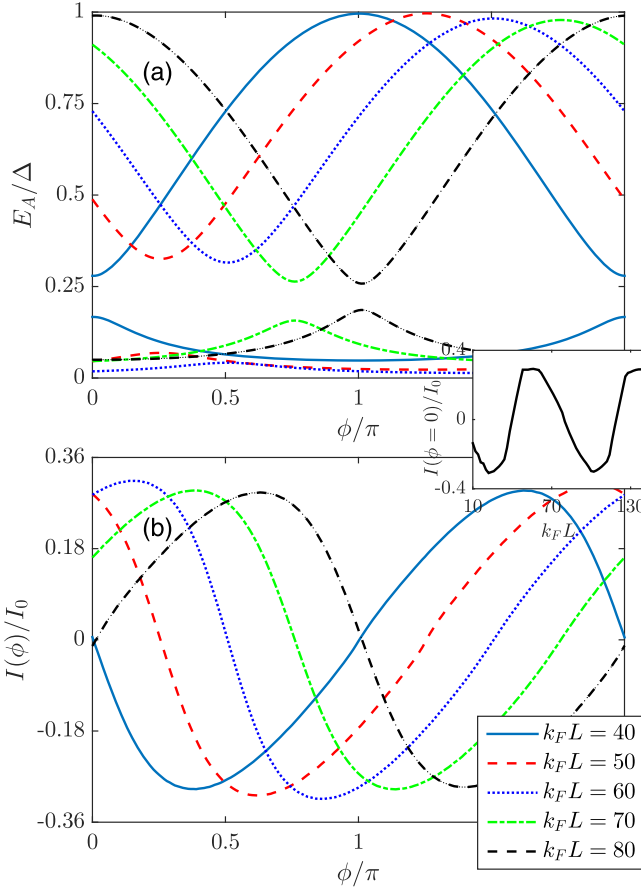 1
0.75
0.5
0.25
0
E_A/Δ
(a)
0 0.5 1
ϕ/π
0.4
0
-0.4
I(ϕ = 0)/I_0
10 70 130
k_F L
0.36
0.18
0
-0.18
-0.36
I(ϕ)/I_0
(b)
0 0.5 1
ϕ/π
k_F L = 40
k_F L = 50
k_F L = 60
k_F L = 70
k_F L = 80